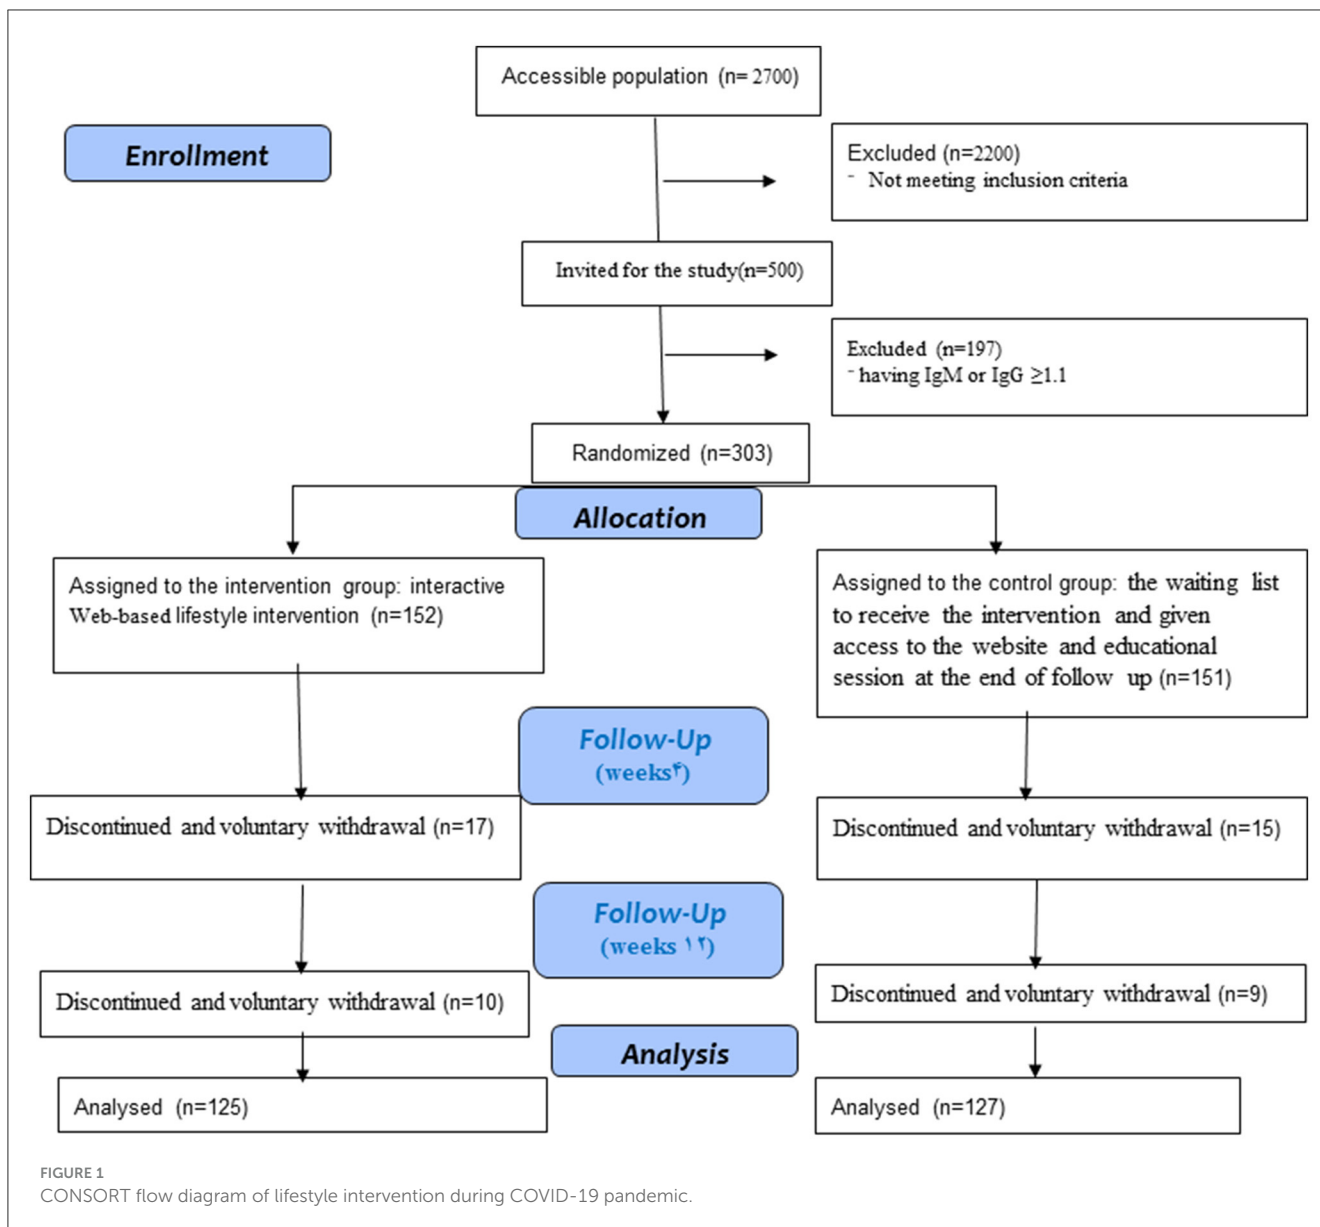 Accessible population (n= 2700)
Enrollment
Excluded (n=2200)
- Not meeting inclusion criteria
Invited for the study(n=500)
Excluded (n=197)
- having IgM or IgG ≥1.1
Randomized (n=303)
Allocation
Assigned to the intervention group: interactive
Web-based lifestyle intervention (n=152)
Assigned to the control group: the waiting list
to receive the intervention and given
access to the website and educational
session at the end of follow up (n=151)
Follow-Up
(weeks۴)
Discontinued and voluntary withdrawal (n=17)
Discontinued and voluntary withdrawal (n=15)
Follow-Up
(weeks ۱۲)
Discontinued and voluntary withdrawal (n=10)
Discontinued and voluntary withdrawal (n=9)
Analysis
Analysed (n=125)
Analysed (n=127)
FIGURE 1
CONSORT flow diagram of lifestyle intervention during COVID-19 pandemic.